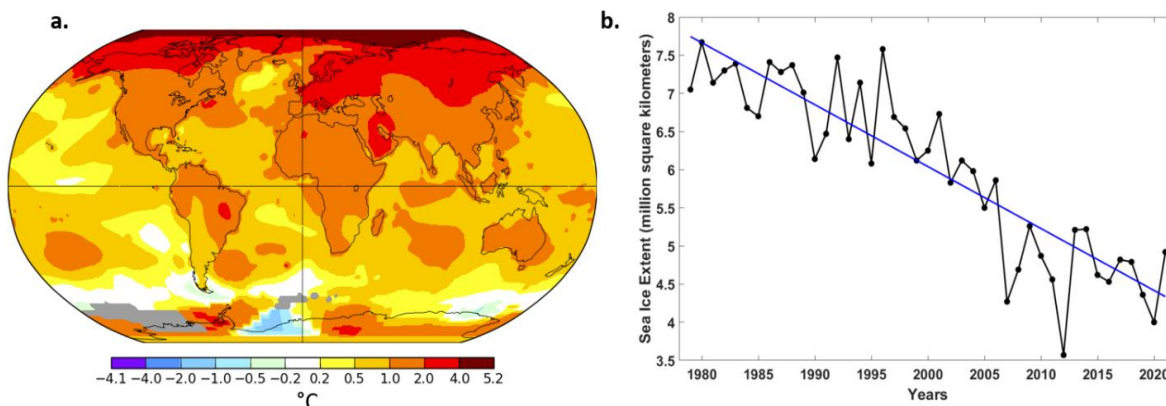 a.
−4.1 −4.0 −2.0 −1.0 −0.5 −0.2 0.2 0.5 1.0 2.0 4.0 5.2
°C
b.
Sea Ice Extent (million square kilometers)
8
7.5
7
6.5
6
5.5
5
4.5
4
3.5
1980 1985 1990 1995 2000 2005 2010 2015 2020
Years